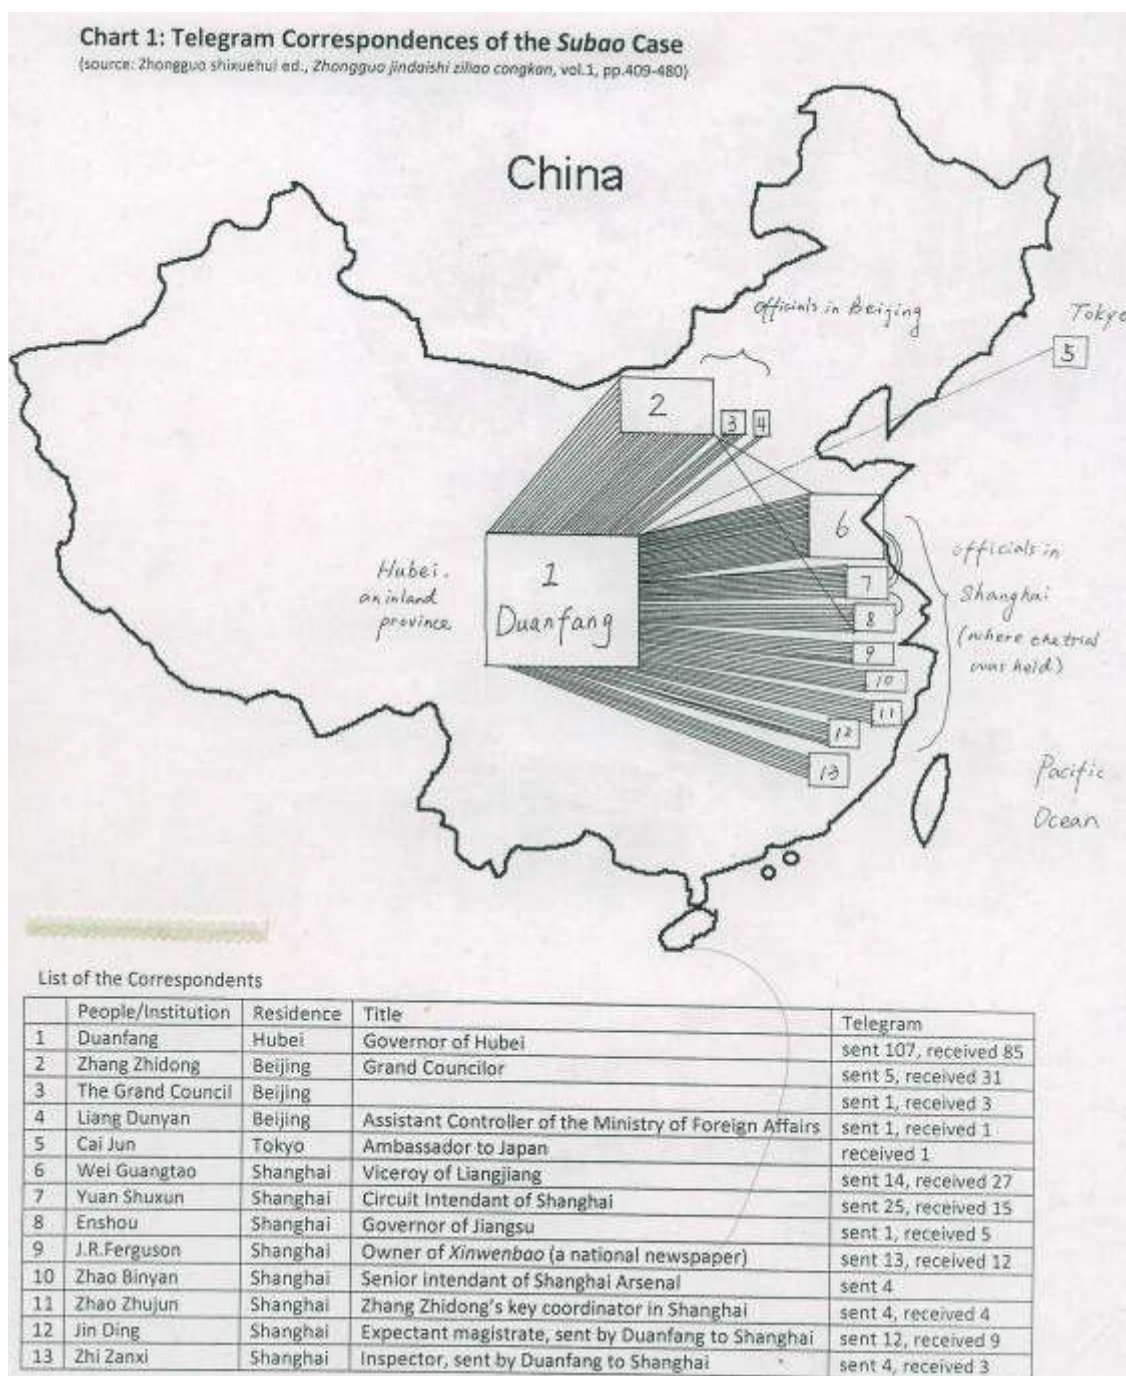 Chart 1: Telegram Correspondences of the Subao Case
(source: Zhongguo shixuehui ed., Zhongguo jindaishi ziliao congkan, vol.1, pp.409-480)
China
officials in Beijing
Tokyo
5
2
3
4
6
officials in
Shanghai
(where the trial
was held)
Hubei.
an inland
province
1
Duanfang
7
8
9
10
11
12
13
Pacific
Ocean
List of the Correspondents
People/Institution Residence Title Telegram
1 Duanfang Hubei Governor of Hubei sent 107, received 85
2 Zhang Zhidong Beijing Grand Councilor sent 5, received 31
3 The Grand Council Beijing sent 1, received 3
4 Liang Dunyan Beijing Assistant Controller of the Ministry of Foreign Affairs sent 1, received 1
5 Cai Jun Tokyo Ambassador to Japan received 1
6 Wei Guangtao Shanghai Viceroy of Liangjiang sent 14, received 27
7 Yuan Shuxun Shanghai Circuit Intendant of Shanghai sent 25, received 15
8 Enshou Shanghai Governor of Jiangsu sent 1, received 5
9 J.R.Ferguson Shanghai Owner of Xinwenbao (a national newspaper) sent 13, received 12
10 Zhao Binyan Shanghai Senior intendant of Shanghai Arsenal sent 4
11 Zhao Zhujun Shanghai Zhang Zhidong's key coordinator in Shanghai sent 4, received 4
12 Jin Ding Shanghai Expectant magistrate, sent by Duanfang to Shanghai sent 12, received 9
13 Zhi Zanxi Shanghai Inspector, sent by Duanfang to Shanghai sent 4, received 3